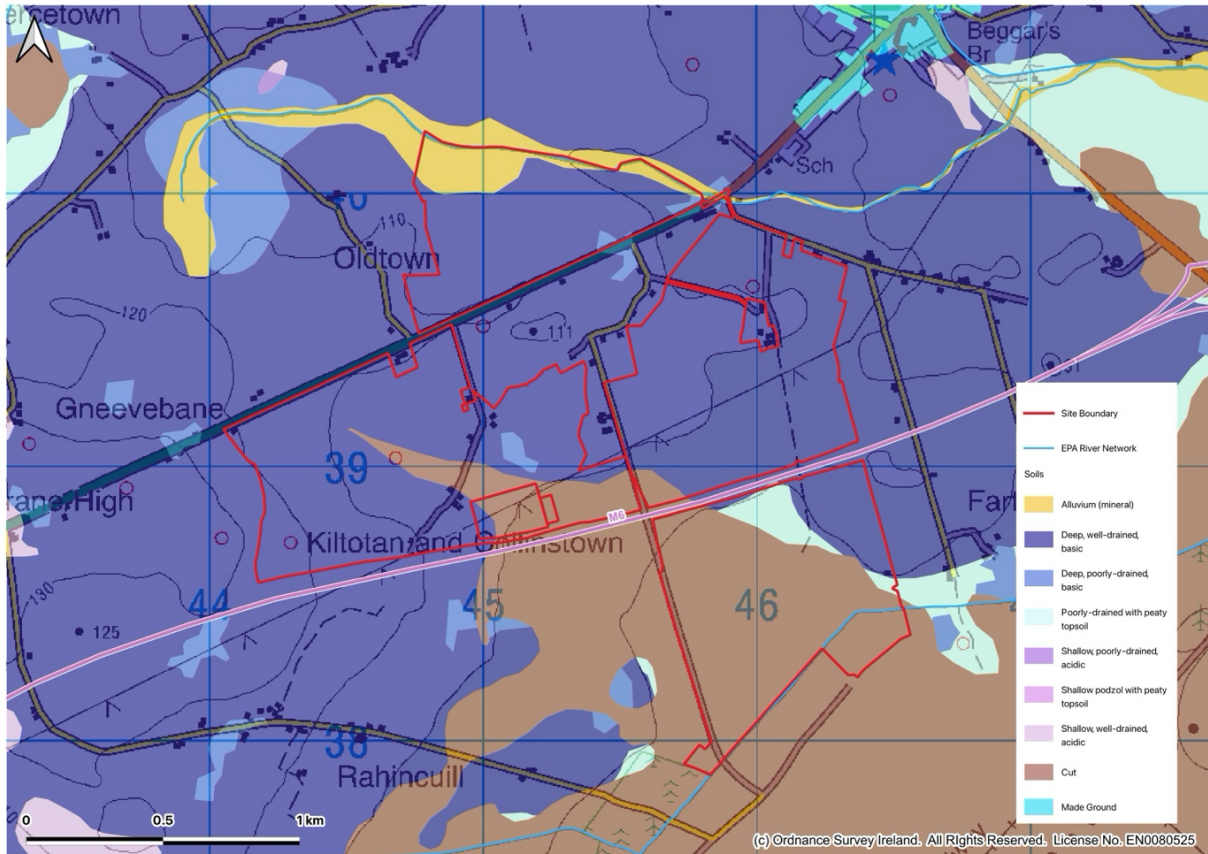 ercetown
Beggar's
Br
Sch
Oldtown
110
120
111
Gneevebane
39
rane High
M6
Kiltotan and Collinstown
44
45
46
130
125
38
Rahincuill
Site Boundary
EPA River Network
Soils
Alluvium (mineral)
Deep, well-drained,
basic
Deep, poorly-drained,
basic
Poorly-drained with peaty
topsoil
Shallow, poorly-drained,
acidic
Shallow podzol with peaty
topsoil
Shallow, well-drained,
acidic
Cut
Made Ground
0 0.5 1 km
(c) Ordnance Survey Ireland. All Rights Reserved. License No. EN0080525